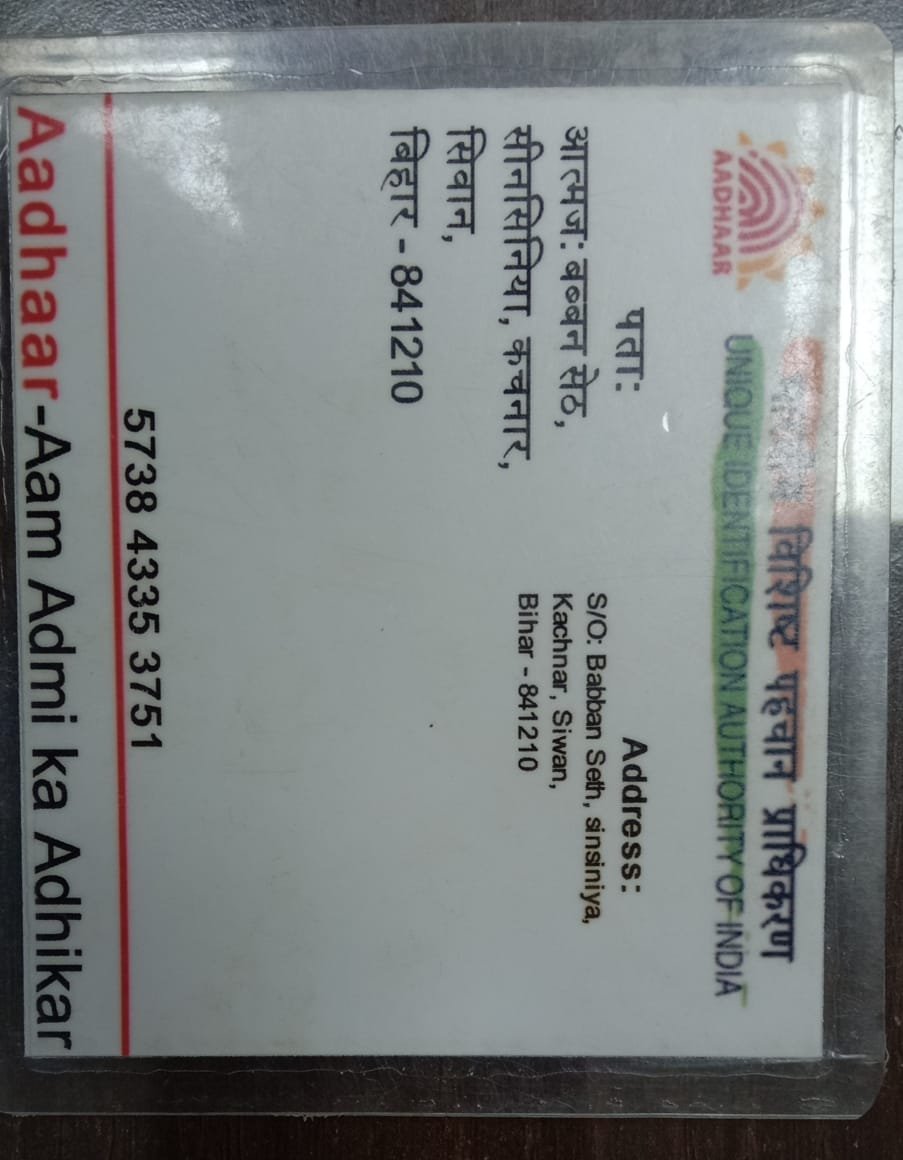 AADHAAR
विशिष्ट पहचान प्राधिकरण
UNIQUE IDENTIFICATION AUTHORITY OF INDIA
पता:
आत्मज: बब्बन सेठ,
सीनसिनिया, कचनार,
सिवान,
बिहार - 841210
Address:
S/O: Babban Seth, sinsiniya,
Kachnar, Siwan,
Bihar - 841210
5738 4335 3751
Aadhaar-Aam Admi ka Adhikar